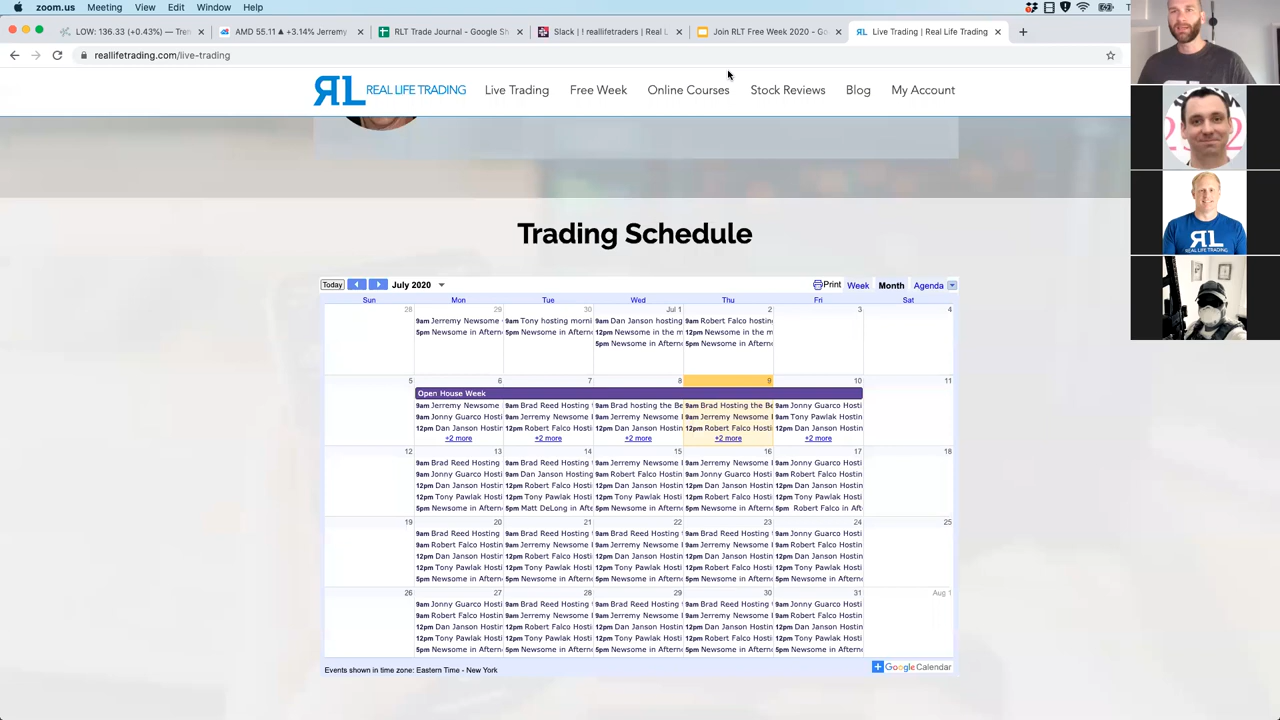 zoom.us Meeting View Edit Window Help
LOW: 136.33 (+0.43%) — Tren
AMD 55.11 ▲ +3.14% Jerremy
RLT Trade Journal - Google S
Slack | ! reallifetraders | Real L
Join RLT Free Week 2020 - Go
Live Trading | Real Life Trading
reallifetrading.com/live-trading
RL REAL LIFE TRADING Live Trading Free Week Online Courses Stock Reviews Blog My Account
Trading Schedule
Today July 2020 Print Week Month Agenda
Sun Mon Tue Wed Thu Fri Sat
28 29 30 Jul 1 2 3 4
9am Jerremy Newsome 9am Tony hosting morni 9am Dan Janson hosting 9am Robert Falco hostin
5pm Newsome in Aftern 5pm Newsome in Aftern 12pm Newsome in the m 12pm Newsome in the m
5pm Newsome in Aftern 5pm Newsome in Aftern
5 6 7 8 9 10 11
Open House Week
9am Jerremy Newsome 9am Brad Reed Hosting 9am Brad hosting the Be 9am Brad Hosting the Be 9am Jonny Guarco Hosti
9am Jonny Guarco Hosti 9am Jerremy Newsome 9am Jerremy Newsome 9am Jerremy Newsome 12pm Tony Pawlak Hosti
12pm Dan Janson Hostin 12pm Robert Falco Hosti 12pm Dan Janson Hosti 12pm Robert Falco Hosti 12pm Dan Janson Hosti
+2 more +2 more +2 more +2 more +2 more
12 13 14 15 16 17 18
9am Brad Reed Hosting 9am Brad Reed Hosting 9am Jerremy Newsome 9am Jerremy Newsome 9am Jonny Guarco Hosti
9am Jonny Guarco Hosti 9am Dan Janson Hosting 9am Robert Falco Hostin 9am Jonny Guarco Hosti 9am Robert Falco Hostin
12pm Dan Janson Hostin 12pm Robert Falco Hosti 12pm Dan Janson Hostin 12pm Dan Janson Hostin 12pm Dan Janson Hostin
12pm Tony Pawlak Hosti 12pm Tony Pawlak Hosti 12pm Tony Pawlak Hosti 12pm Robert Falco Hosti 12pm Tony Pawlak Hosti
5pm Newsome in Aftern 5pm Matt DeLong in Afte 5pm Newsome in Aftern 5pm Newsome in Aftern 5pm Robert Falco in Aft
19 20 21 22 23 24 25
9am Brad Reed Hosting 9am Brad Reed Hosting 9am Brad Reed Hosting 9am Brad Reed Hosting 9am Jonny Guarco Hosti
9am Robert Falco Hostin 9am Jerremy Newsome 9am Jerremy Newsome 9am Jerremy Newsome 9am Robert Falco Hostin
12pm Dan Janson Hostin 12pm Robert Falco Hosti 12pm Dan Janson Hostin 12pm Dan Janson Hostin 12pm Dan Janson Hostin
12pm Tony Pawlak Hosti 12pm Tony Pawlak Hosti 12pm Tony Pawlak Hosti 12pm Robert Falco Hosti 12pm Tony Pawlak Hosti
5pm Newsome in Aftern 5pm Newsome in Aftern 5pm Newsome in Aftern 5pm Newsome in Aftern 5pm Newsome in Aftern
26 27 28 29 30 31 Aug 1
9am Jonny Guarco Hosti 9am Brad Reed Hosting 9am Brad Reed Hosting 9am Brad Reed Hosting 9am Jonny Guarco Hosti
9am Robert Falco Hostin 9am Jerremy Newsome 9am Jerremy Newsome 9am Jerremy Newsome 9am Robert Falco Hostin
12pm Dan Janson Hostin 12pm Robert Falco Hosti 12pm Dan Janson Hostin 12pm Dan Janson Hostin 12pm Dan Janson Hostin
12pm Tony Pawlak Hosti 12pm Tony Pawlak Hosti 12pm Tony Pawlak Hosti 12pm Robert Falco Hosti 12pm Tony Pawlak Hosti
5pm Newsome in Aftern 5pm Newsome in Aftern 5pm Newsome in Aftern 5pm Newsome in Aftern 5pm Newsome in Aftern
Events shown in time zone: Eastern Time - New York
Google Calendar
RL
REAL LIFE TRADING